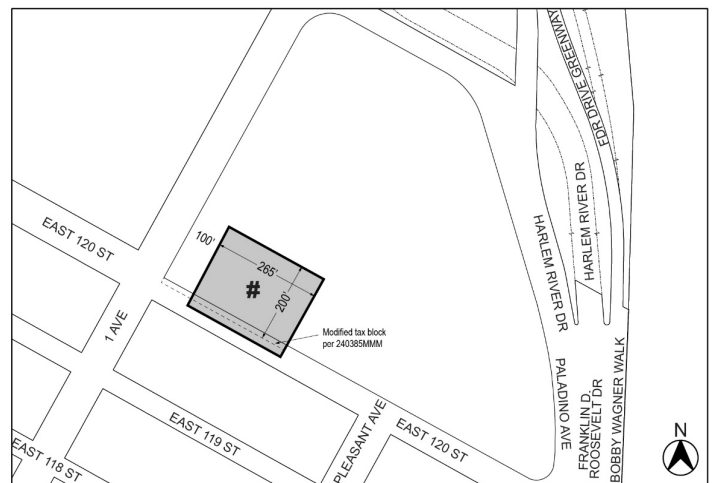 FDR DRIVE GREENWAY
HARLEM RIVER DR
HARLEM RIVER DR
EAST 120 ST
100'
265'
200'
#
Modified tax block
per 240385MMM
1 AVE
EAST 119 ST
EAST 118 ST
PLEASANT AVE
EAST 120 ST
PALADINO AVE
FRANKLIN D.
ROOSEVELT DR
BOBBY WAGNER WALK
N